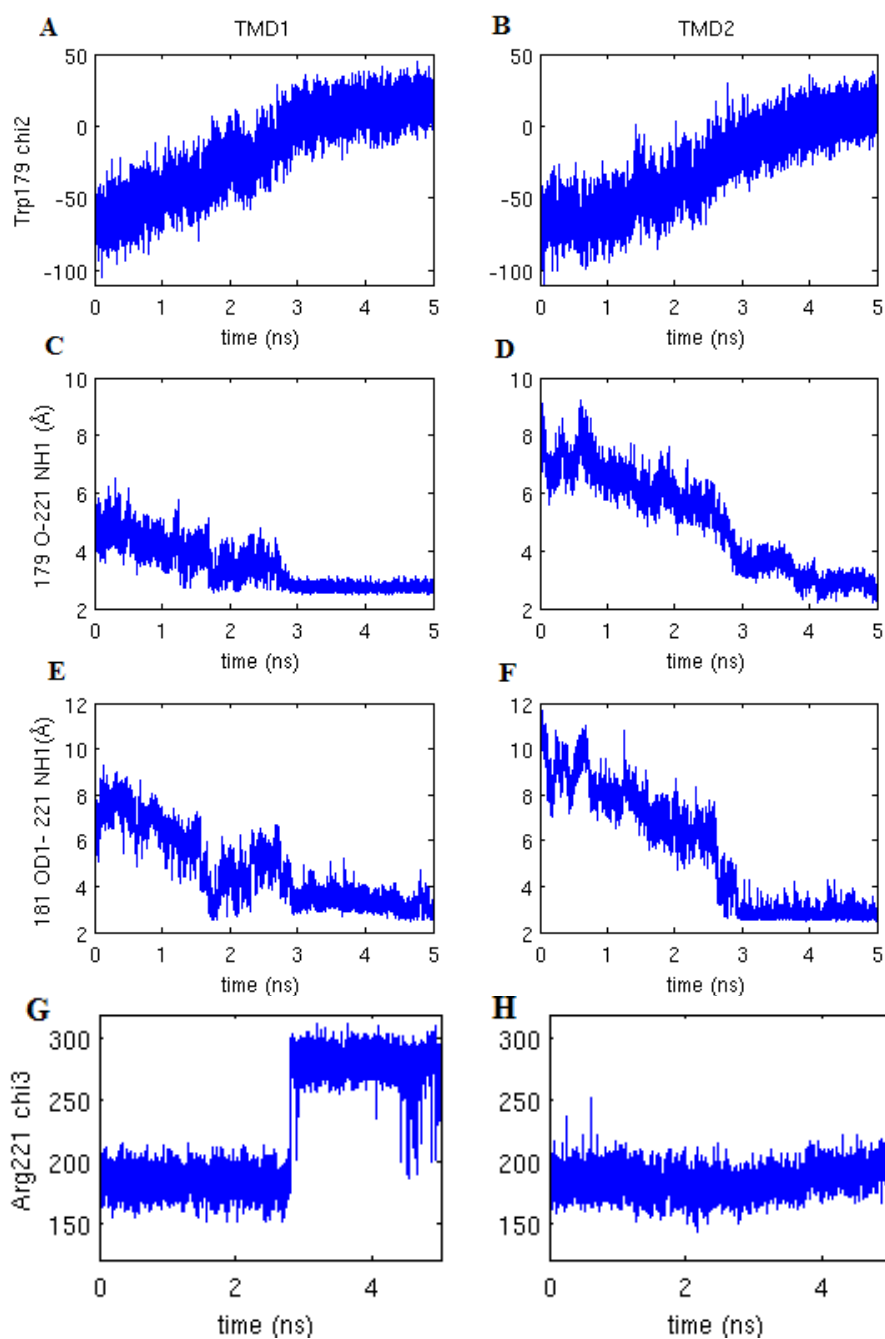 A TMD1 B TMD2
50 50
0 0
-50 -50
-100 -100
Trp179 chi2
0 1 2 3 4 5 0 1 2 3 4 5
time (ns) time (ns)
C D
10 10
8 8
6 6
4 4
2 2
179 O-221 NH1 (Å)
0 1 2 3 4 5 0 1 2 3 4 5
time (ns) time (ns)
E F
12 12
10 10
8 8
6 6
4 4
2 2
181 OD1- 221 NH1(Å)
0 1 2 3 4 5 0 1 2 3 4 5
time (ns) time (ns)
G H
300 300
250 250
200 200
150 150
Arg221 chi3
0 2 4 0 2 4
time (ns) time (ns)